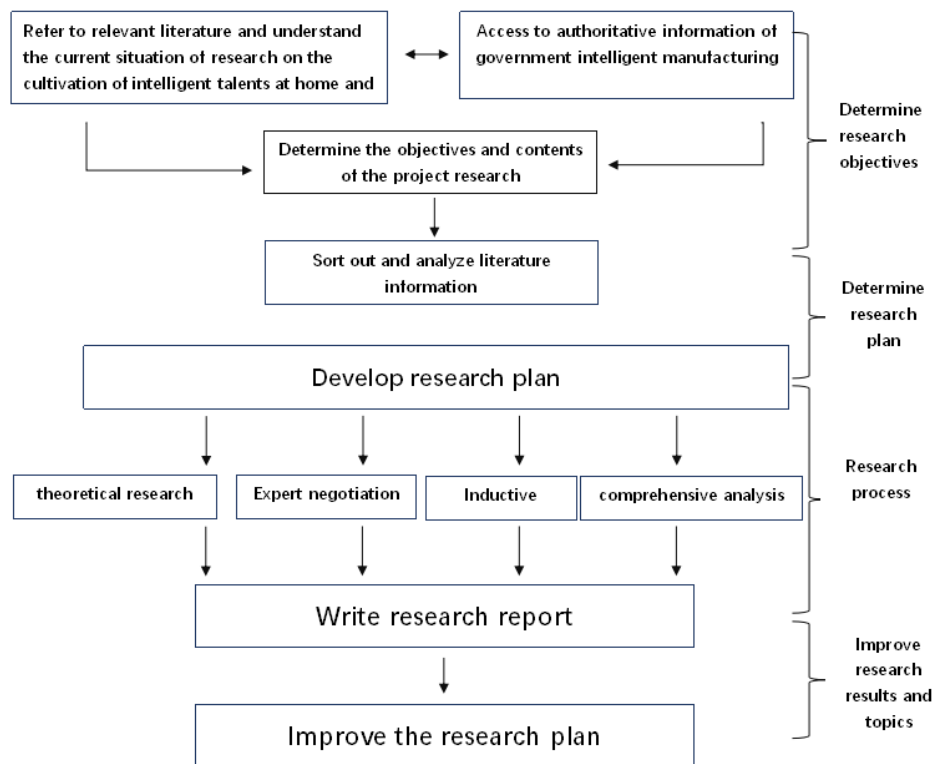 Refer to relevant literature and understand
the current situation of research on the
cultivation of intelligent talents at home and
Access to authoritative information of
government intelligent manufacturing
Determine
research
objectives
Determine the objectives and contents
of the project research
Sort out and analyze literature
information
Determine
research
plan
Develop research plan
Research
process
theoretical research
Expert negotiation
Inductive
comprehensive analysis
Write research report
Improve
research
results and
topics
Improve the research plan